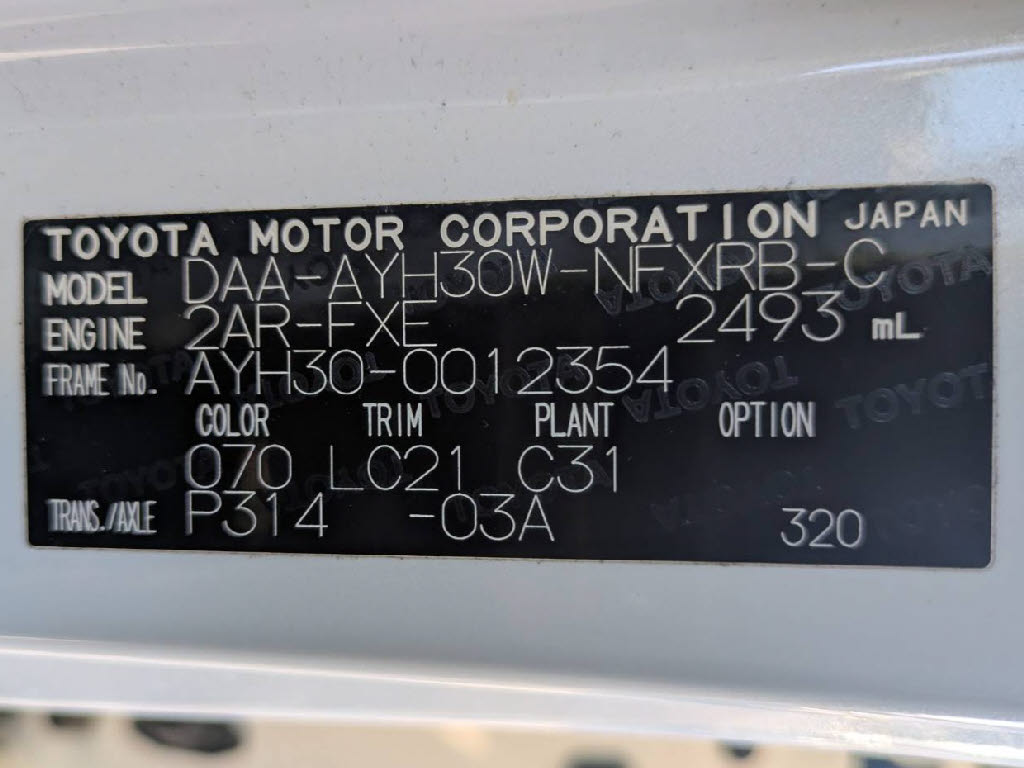 TOYOTA MOTOR CORPORATION JAPAN
MODEL DAA-AYH30W-NFXRB-C
ENGINE 2AR-FXE 2493 mL
FRAME No. AYH30-0012354
COLOR TRIM PLANT OPTION
070 LC21 C31
TRANS./AXLE P314 -03A 320